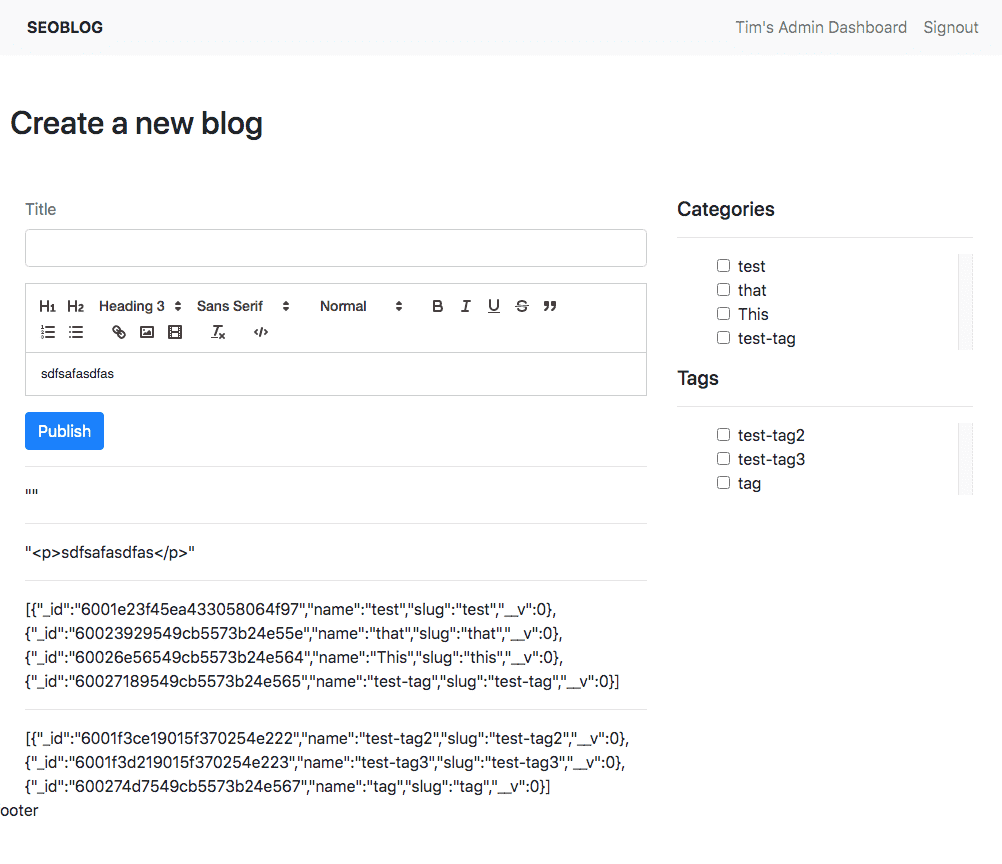 SEOBLOG
Tim's Admin Dashboard
Signout
Create a new blog
Title
H1 H2 Heading 3 Sans Serif Normal B I U S
sdfsafasdfas
Publish
""
"<p>sdfsafasdfas</p>"
[{"_id":"6001e23f45ea433058064f97","name":"test","slug":"test","__v":0},
{"_id":"60023929549cb5573b24e55e","name":"that","slug":"that","__v":0},
{"_id":"60026e56549cb5573b24e564","name":"This","slug":"this","__v":0},
{"_id":"60027189549cb5573b24e565","name":"test-tag","slug":"test-tag","__v":0}]
[{"_id":"6001f3ce19015f370254e222","name":"test-tag2","slug":"test-tag2","__v":0},
{"_id":"6001f3d219015f370254e223","name":"test-tag3","slug":"test-tag3","__v":0},
{"_id":"600274d7549cb5573b24e567","name":"tag","slug":"tag","__v":0}]
Categories
test
that
This
test-tag
Tags
test-tag2
test-tag3
tag
ooter